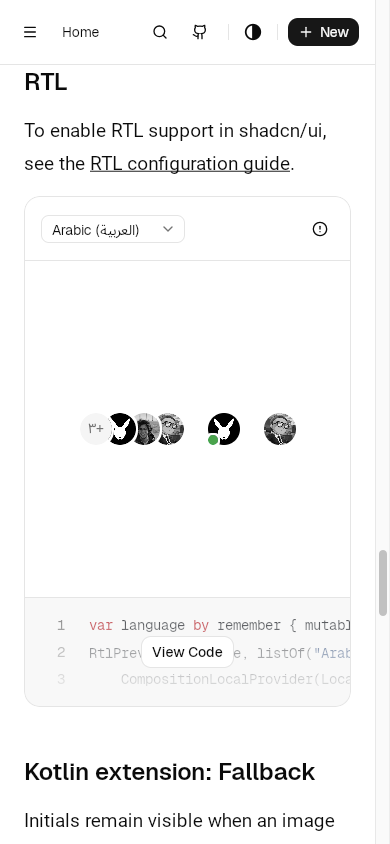 Home
New
RTL
To enable RTL support in shadcn/ui,
see the RTL configuration guide.
Arabic (العربية)
+٣
1 var language by remember { mutabl
2 RtlPrev e, listOf("Arab
View Code
3 CompositionLocalProvider(Loca
Kotlin extension: Fallback
Initials remain visible when an image